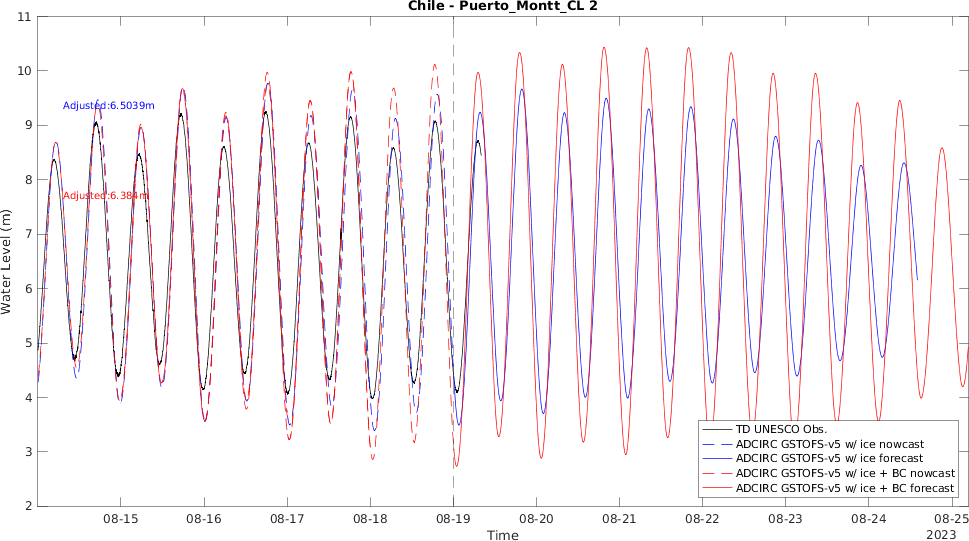 Chile - Puerto_Montt_CL 2
Water Level (m)
11
10
9
8
7
6
5
4
3
2
Adjusted:6.5039m
Adjusted:6.384m
TD UNESCO Obs.
ADCIRC GSTOFS-v5 w/ ice nowcast
ADCIRC GSTOFS-v5 w/ ice forecast
ADCIRC GSTOFS-v5 w/ ice + BC nowcast
ADCIRC GSTOFS-v5 w/ ice + BC forecast
08-15 08-16 08-17 08-18 08-19 08-20 08-21 08-22 08-23 08-24 08-25
Time
2023